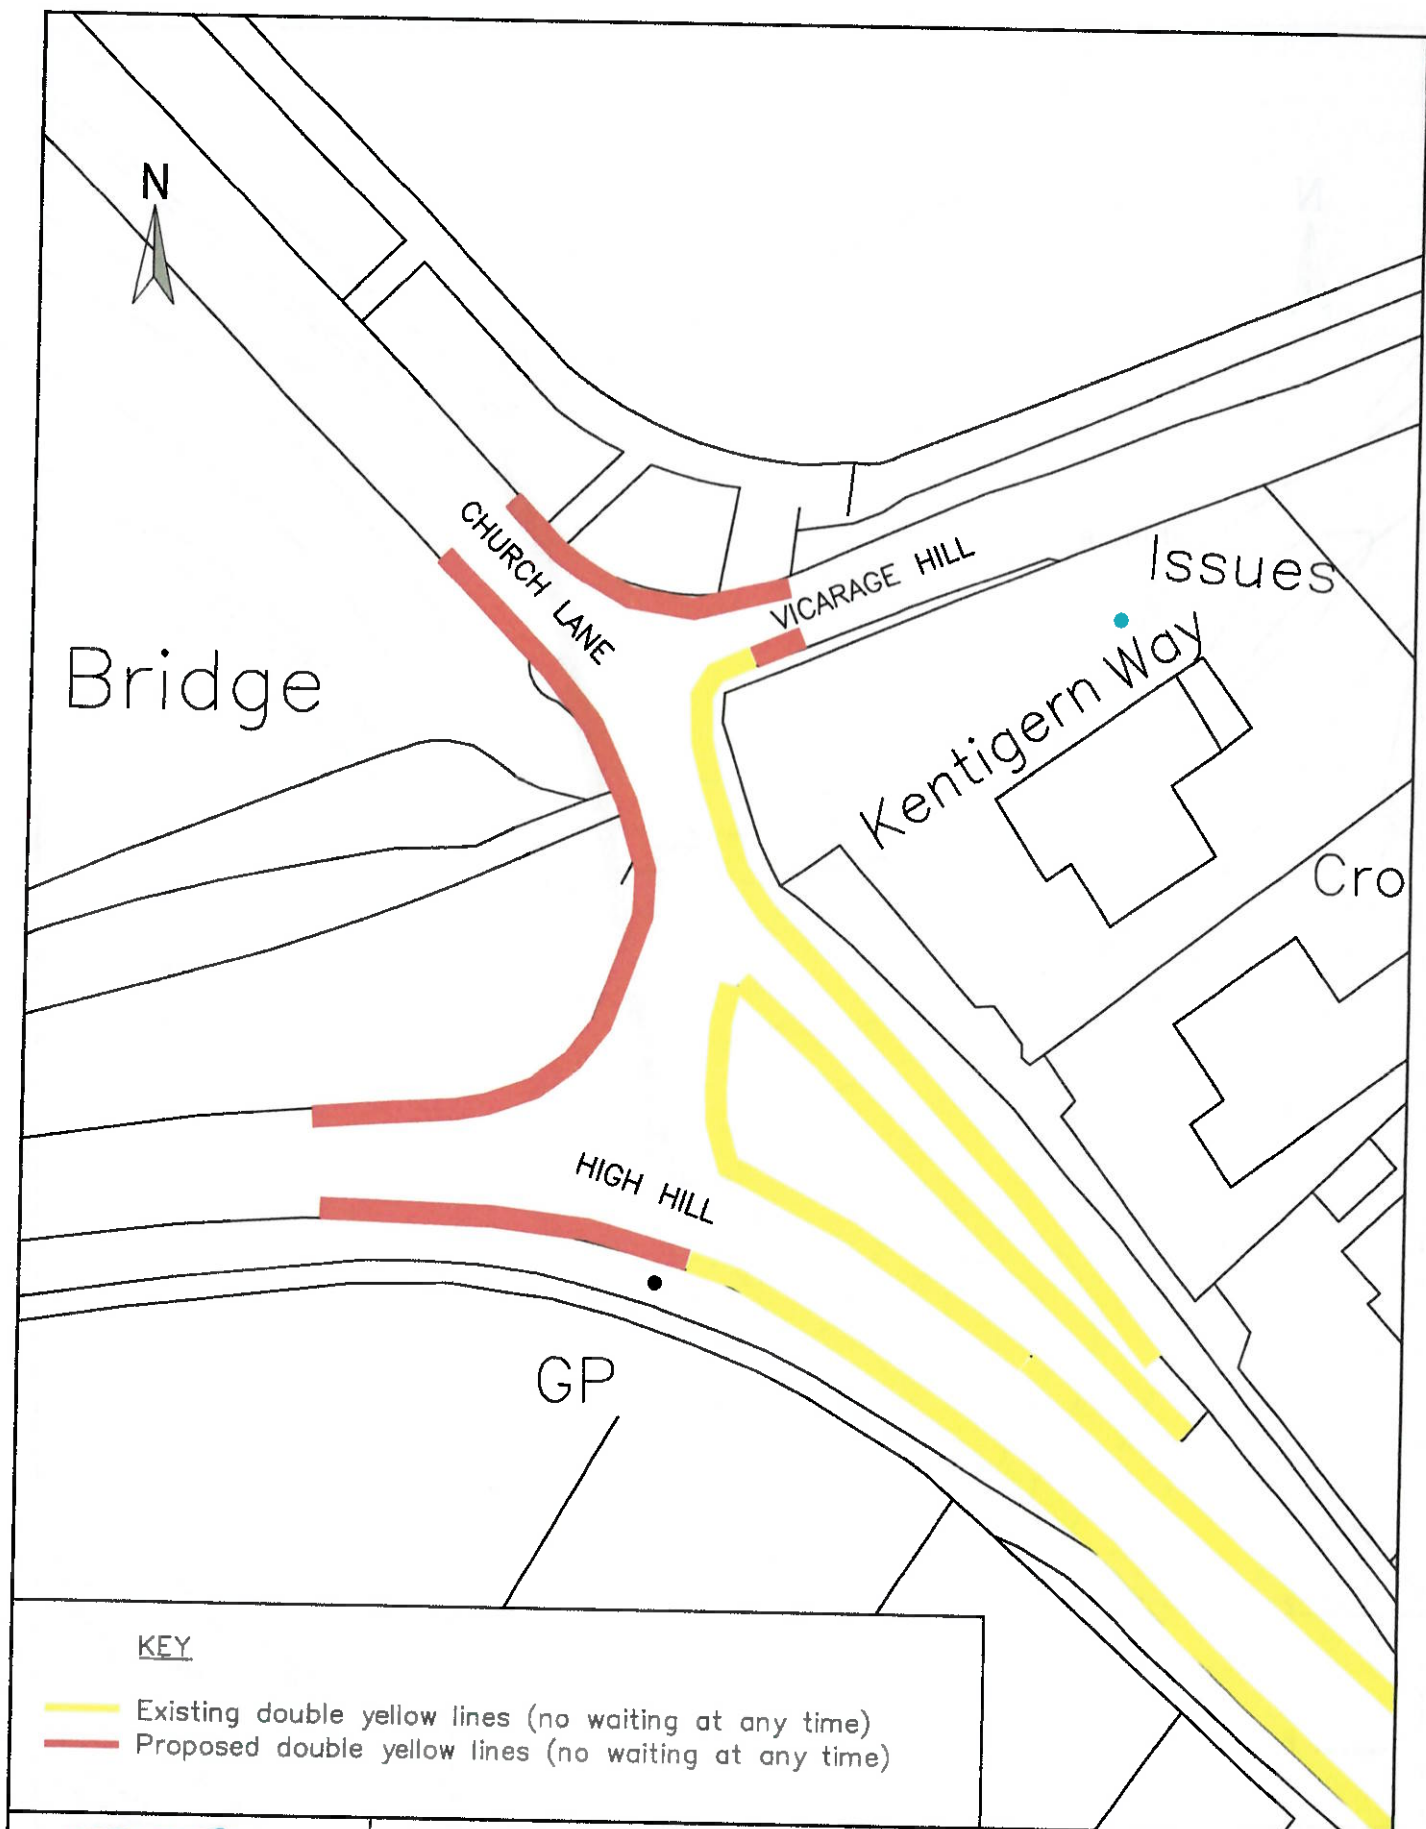 N
CHURCH LANE
VICARAGE HILL
Issues
Bridge
Kentigern Way
Cro
HIGH HILL
GP
KEY
Existing double yellow lines (no waiting at any time)
Proposed double yellow lines (no waiting at any time)